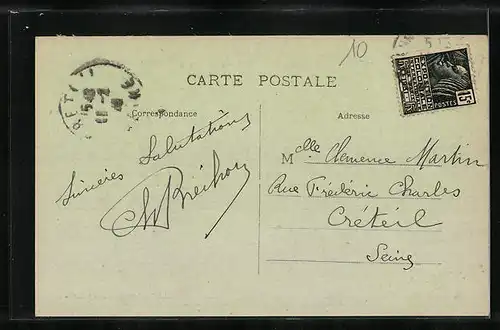 10
CARTE POSTALE
Correspondance
Adresse
15c
POSTES
Sincères Salutations
Mlle Clemence Martin
Rue Frédéric Charles
Créteil
Seine